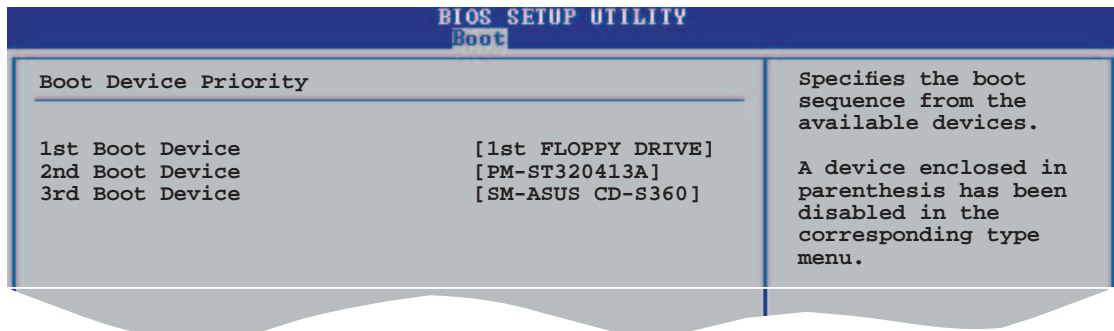 BIOS SETUP UTILITY
Boot
Boot Device Priority
1st Boot Device [1st FLOPPY DRIVE]
2nd Boot Device [PM-ST320413A]
3rd Boot Device [SM-ASUS CD-S360]
Specifies the boot
sequence from the
available devices.
A device enclosed in
parenthesis has been
disabled in the
corresponding type
menu.